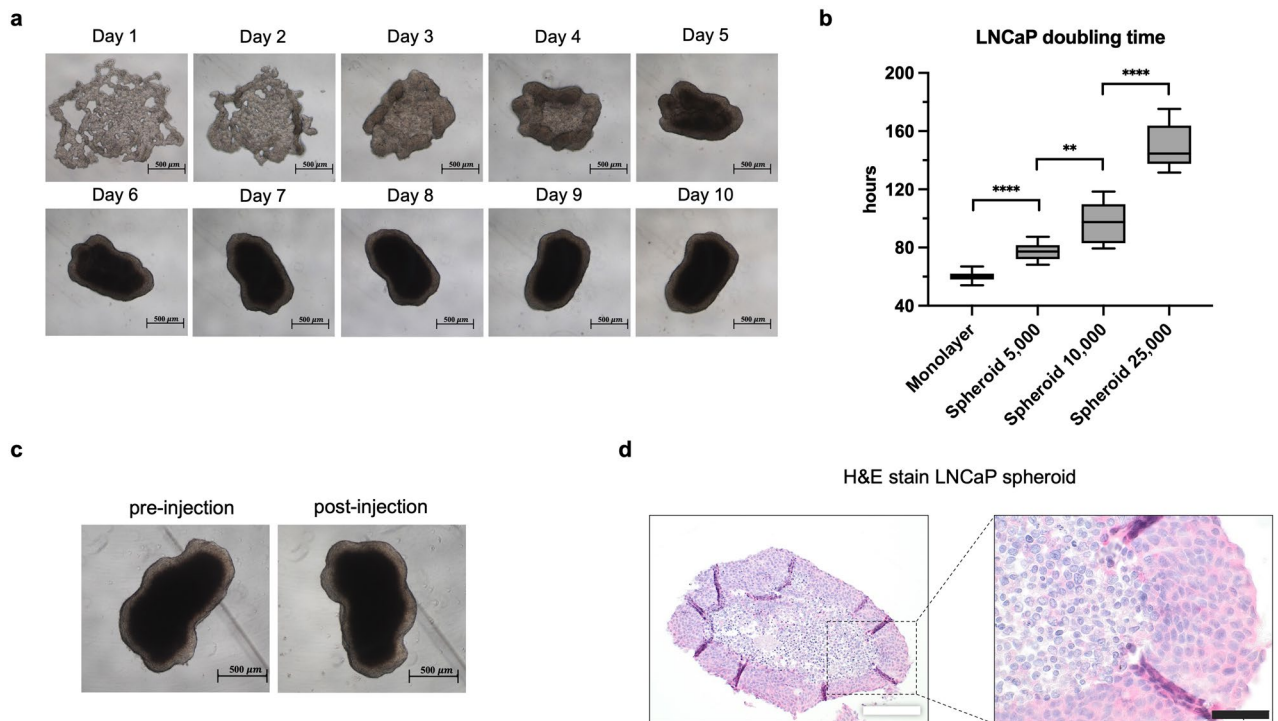 a
Day 1 Day 2 Day 3 Day 4 Day 5
500 µm 500 µm 500 µm 500 µm 500 µm
Day 6 Day 7 Day 8 Day 9 Day 10
500 µm 500 µm 500 µm 500 µm 500 µm
b
LNCaP doubling time
hours
200
160
120
80
40
****
**
****
Monolayer
Spheroid 5,000
Spheroid 10,000
Spheroid 25,000
c
pre-injection post-injection
500 µm 500 µm
d
H&E stain LNCaP spheroid